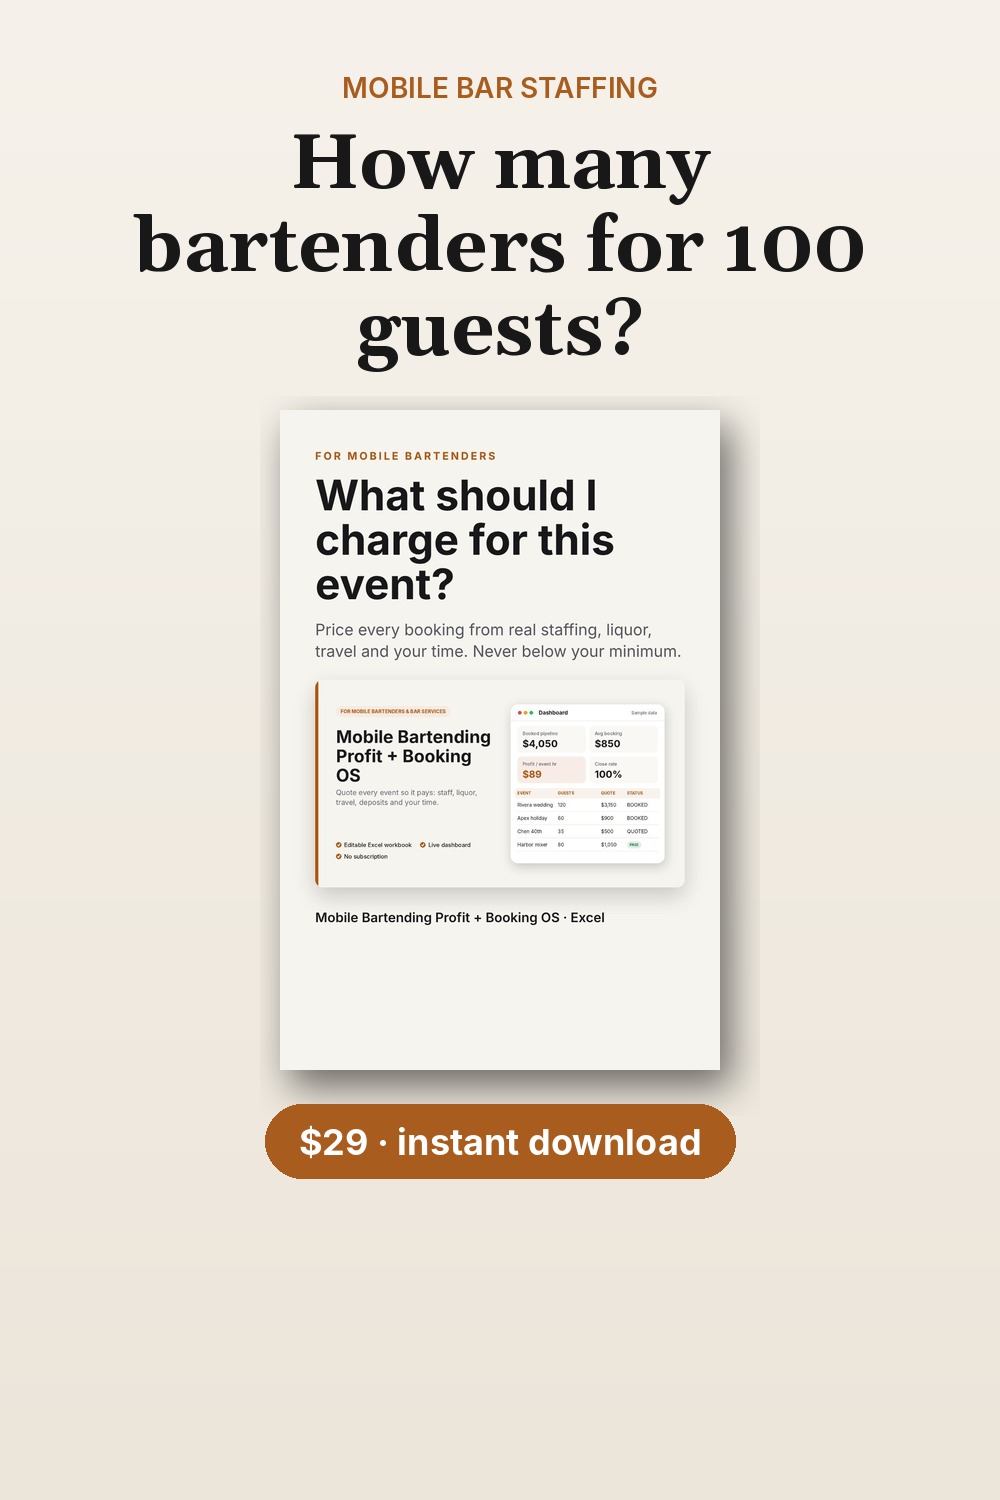 MOBILE BAR STAFFING
How many
bartenders for 100
guests?
FOR MOBILE BARTENDERS
What should I
charge for this
event?
Price every booking from real staffing, liquor,
travel and your time. Never below your minimum.
FOR MOBILE BARTENDERS & BAR SERVICES
Mobile Bartending
Profit + Booking
OS
Quote every event so it pays: staff, liquor,
travel, deposits and your time.
Editable Excel workbook Live dashboard
No subscription
Dashboard Sample data
Booked pipeline Avg booking
$4,050 $850
Profit / event hr Close rate
$89 100%
EVENT GUESTS QUOTE STATUS
Rivera wedding 120 $3,150 BOOKED
Apex holiday 60 $900 BOOKED
Chen 40th 35 $500 QUOTED
Harbor mixer 80 $1,050 PAID
Mobile Bartending Profit + Booking OS · Excel
$29 · instant download